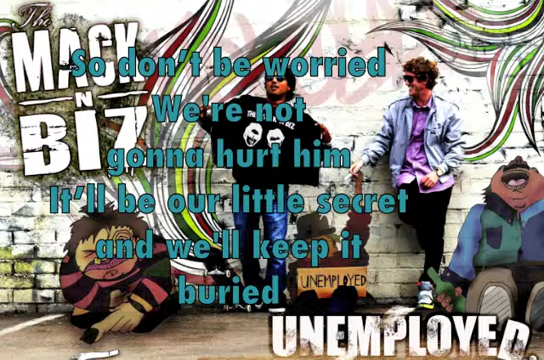 The
MACK
N
BIZ
So don't be worried
We're not
gonna hurt him
It'll be our little secret
and we'll keep it
buried
UNEMPLOYED
UNEMPLOYED